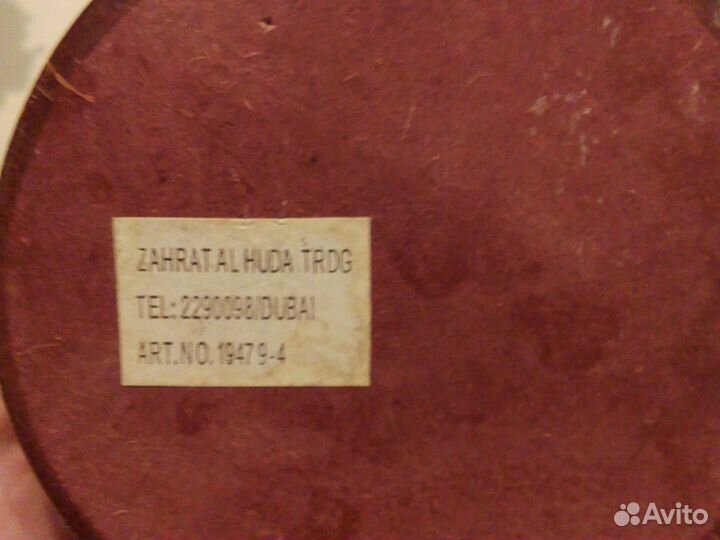 ZAHRAT AL HUDA TRDG
TEL: 2290098/DUBAI
ART.NO. 19479-4
Avito